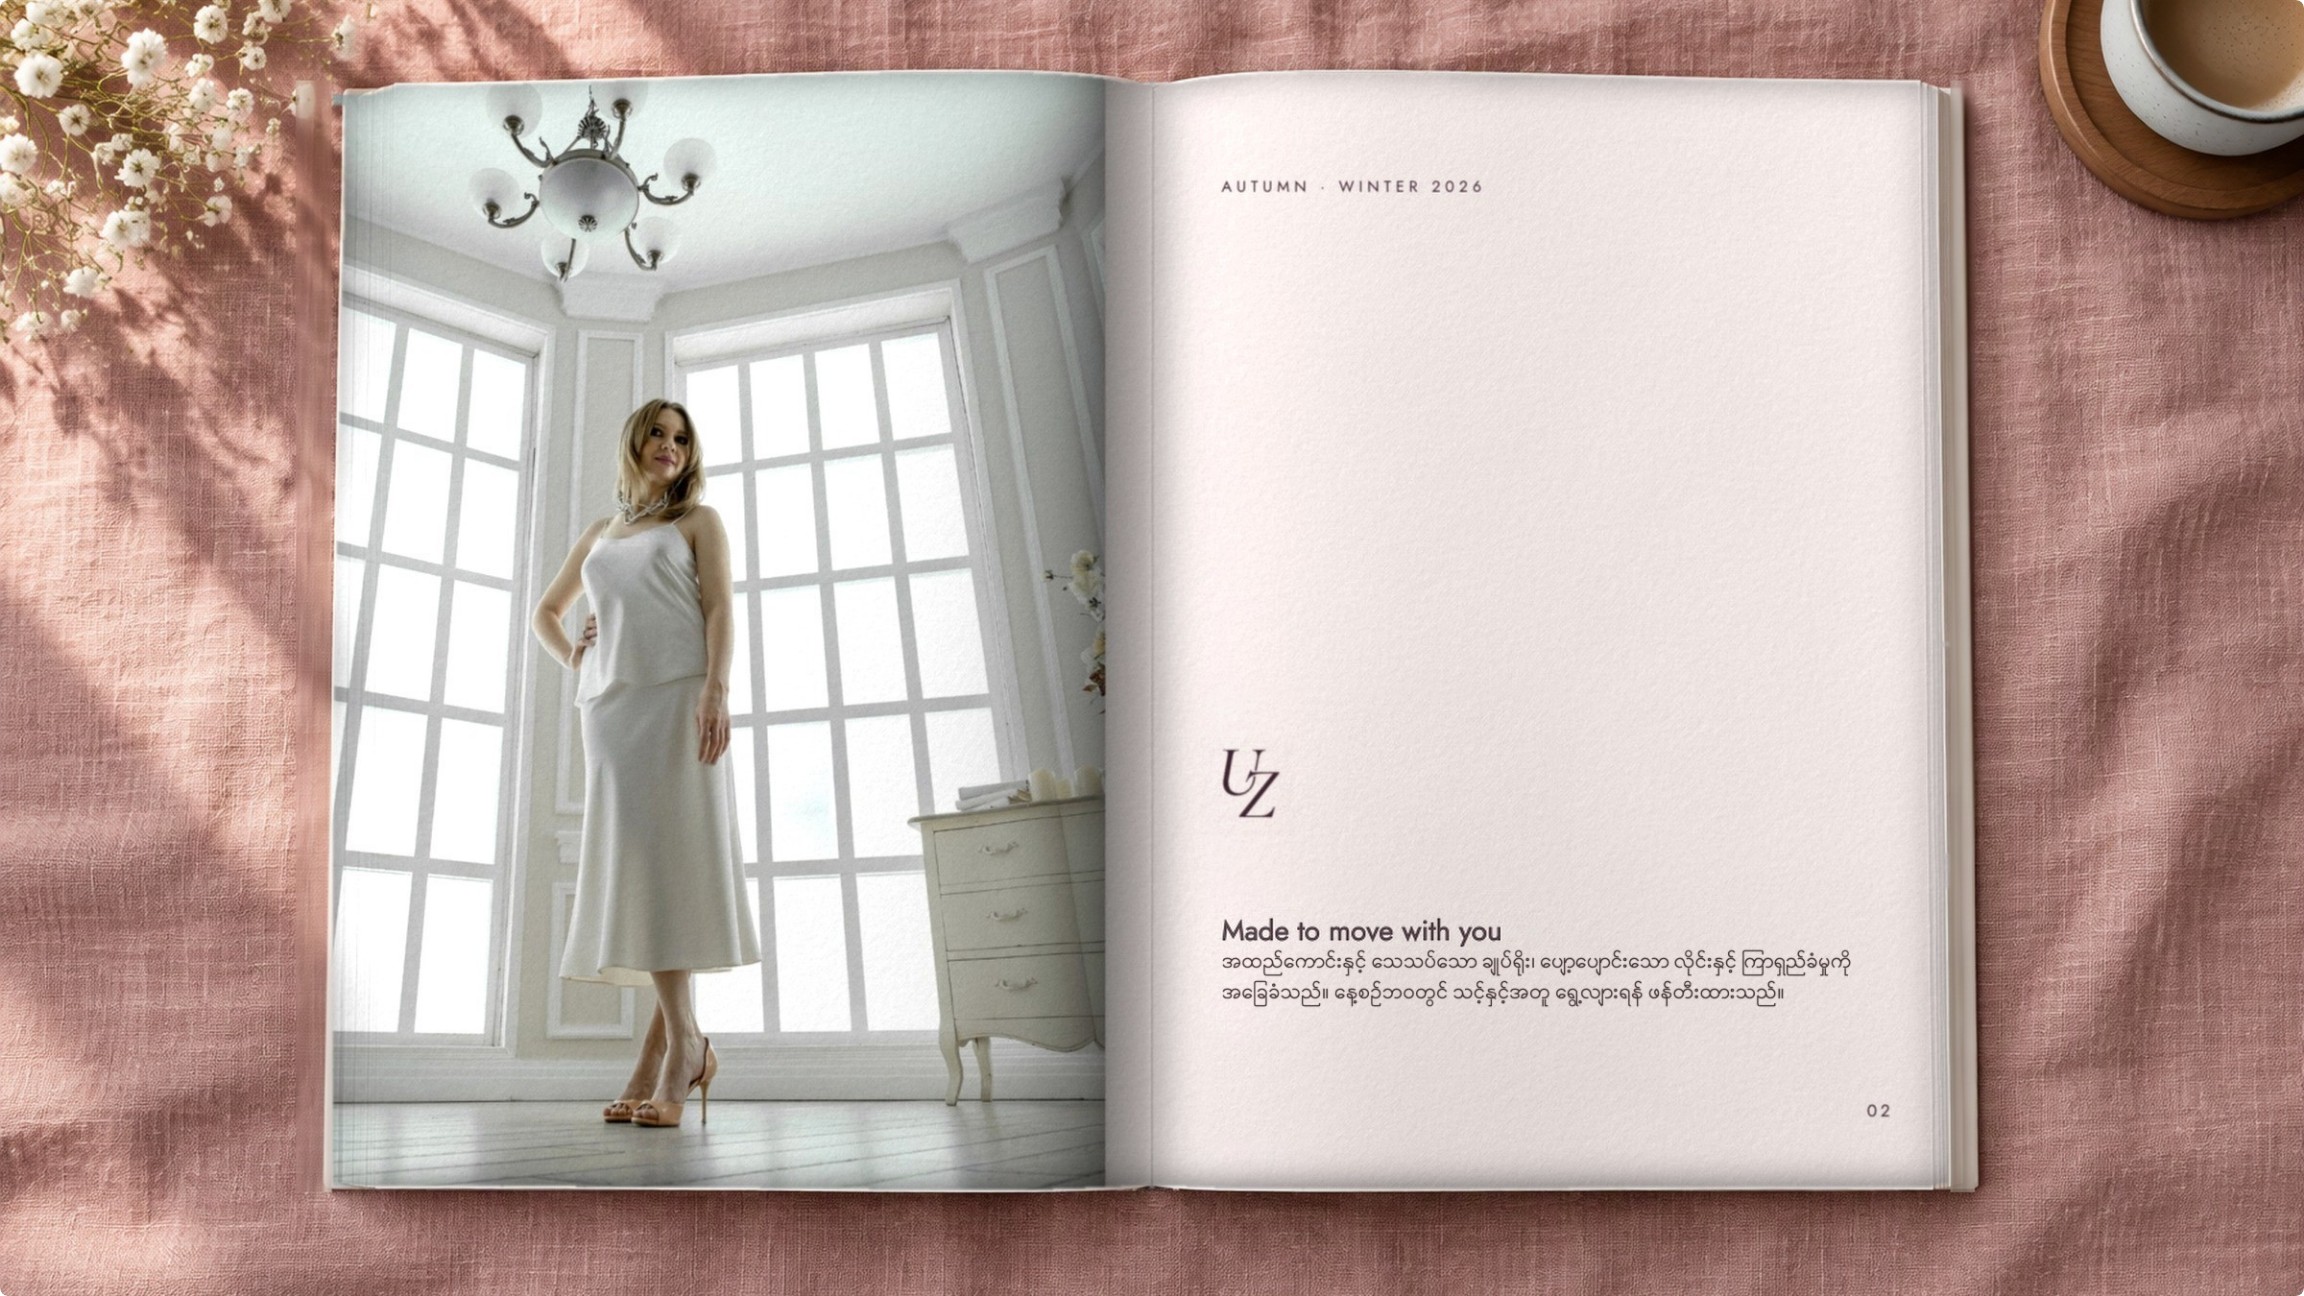 AUTUMN · WINTER 2026
UZ
Made to move with you
အထည်ကောင်းနှင့် သေသပ်သော ချုပ်ရိုး၊ ပျော့ပျောင်းသော လိုင်းနှင့် ကြာရှည်ခံမှုကို
အခြေခံသည်။ နေ့စဉ်ဘဝတွင် သင့်နှင့်အတူ ရွေ့လျားရန် ဖန်တီးထားသည်။
02